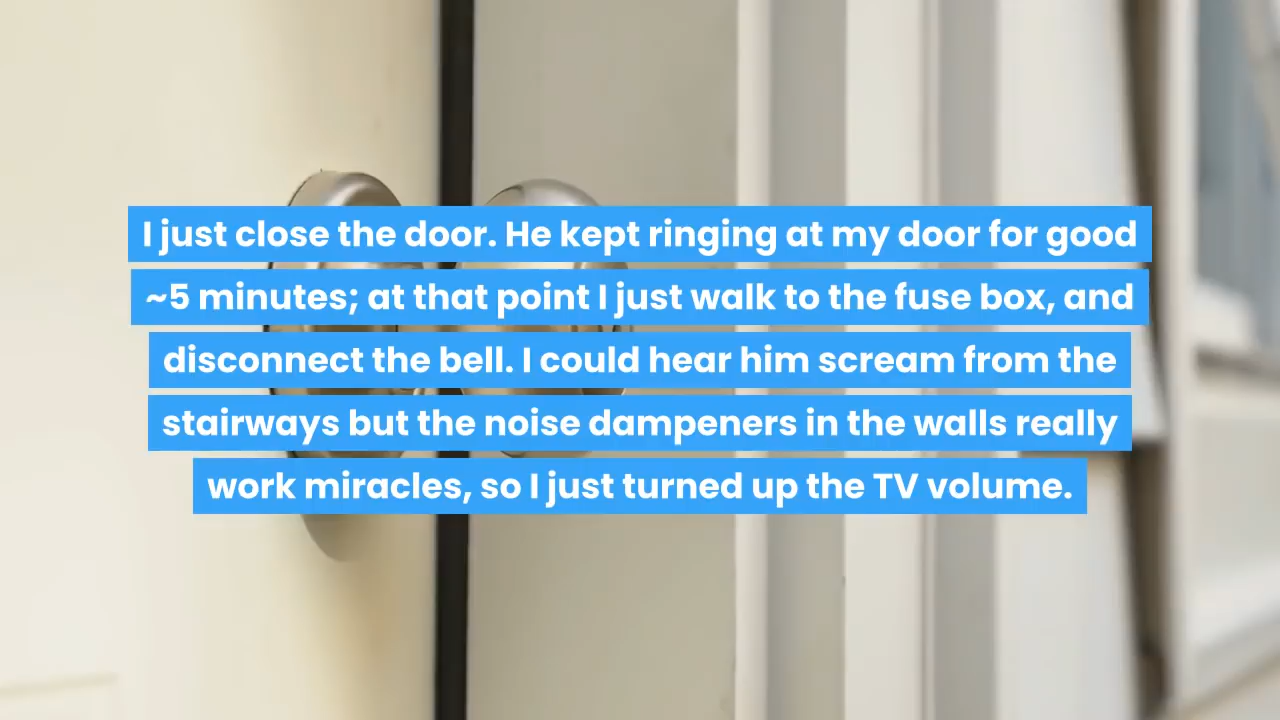 I just close the door. He kept ringing at my door for good
~5 minutes; at that point I just walk to the fuse box, and
disconnect the bell. I could hear him scream from the
stairways but the noise dampeners in the walls really
work miracles, so I just turned up the TV volume.